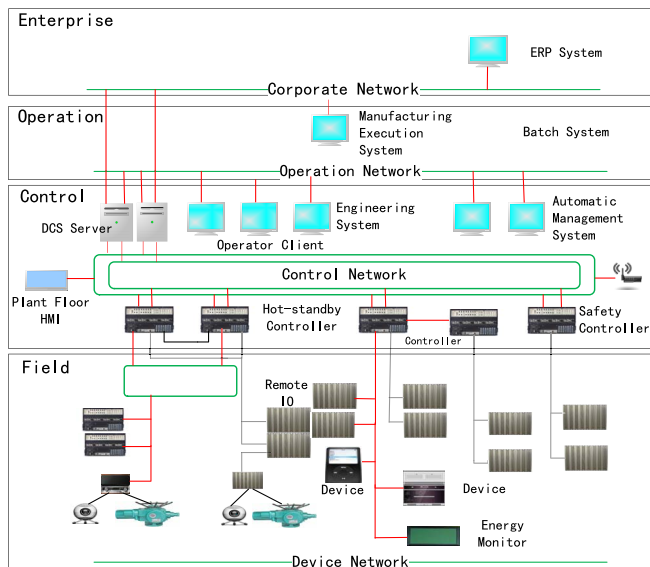 Enterprise
ERP System
Corporate Network
Operation
Manufacturing
Execution
System
Batch System
Operation Network
Control
DCS Server
Engineering
System
Automatic
Management
System
Operator Client
Control Network
Plant Floor
HMI
Hot-standby
Controller
Controller
Safety
Controller
Field
Remote
IO
Device
Device
Energy
Monitor
Device Network